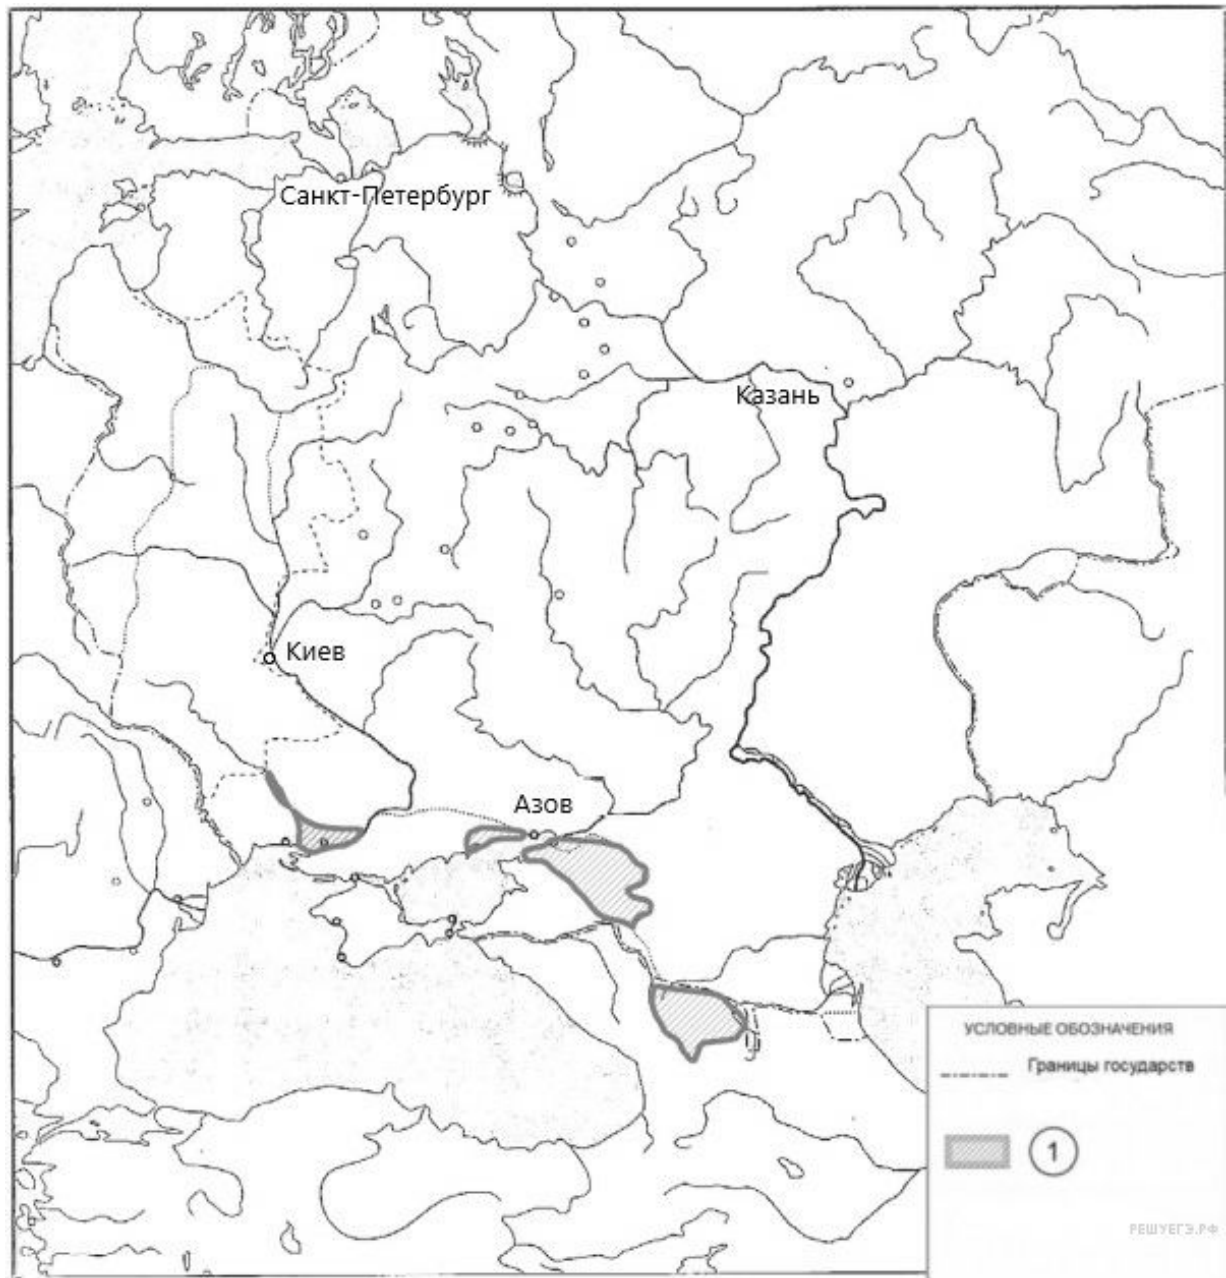 Санкт-Петербург
Казань
Киев
Азов
УСЛОВНЫЕ ОБОЗНАЧЕНИЯ
Границы государств
1
РЕШУЕГЭ.РФ